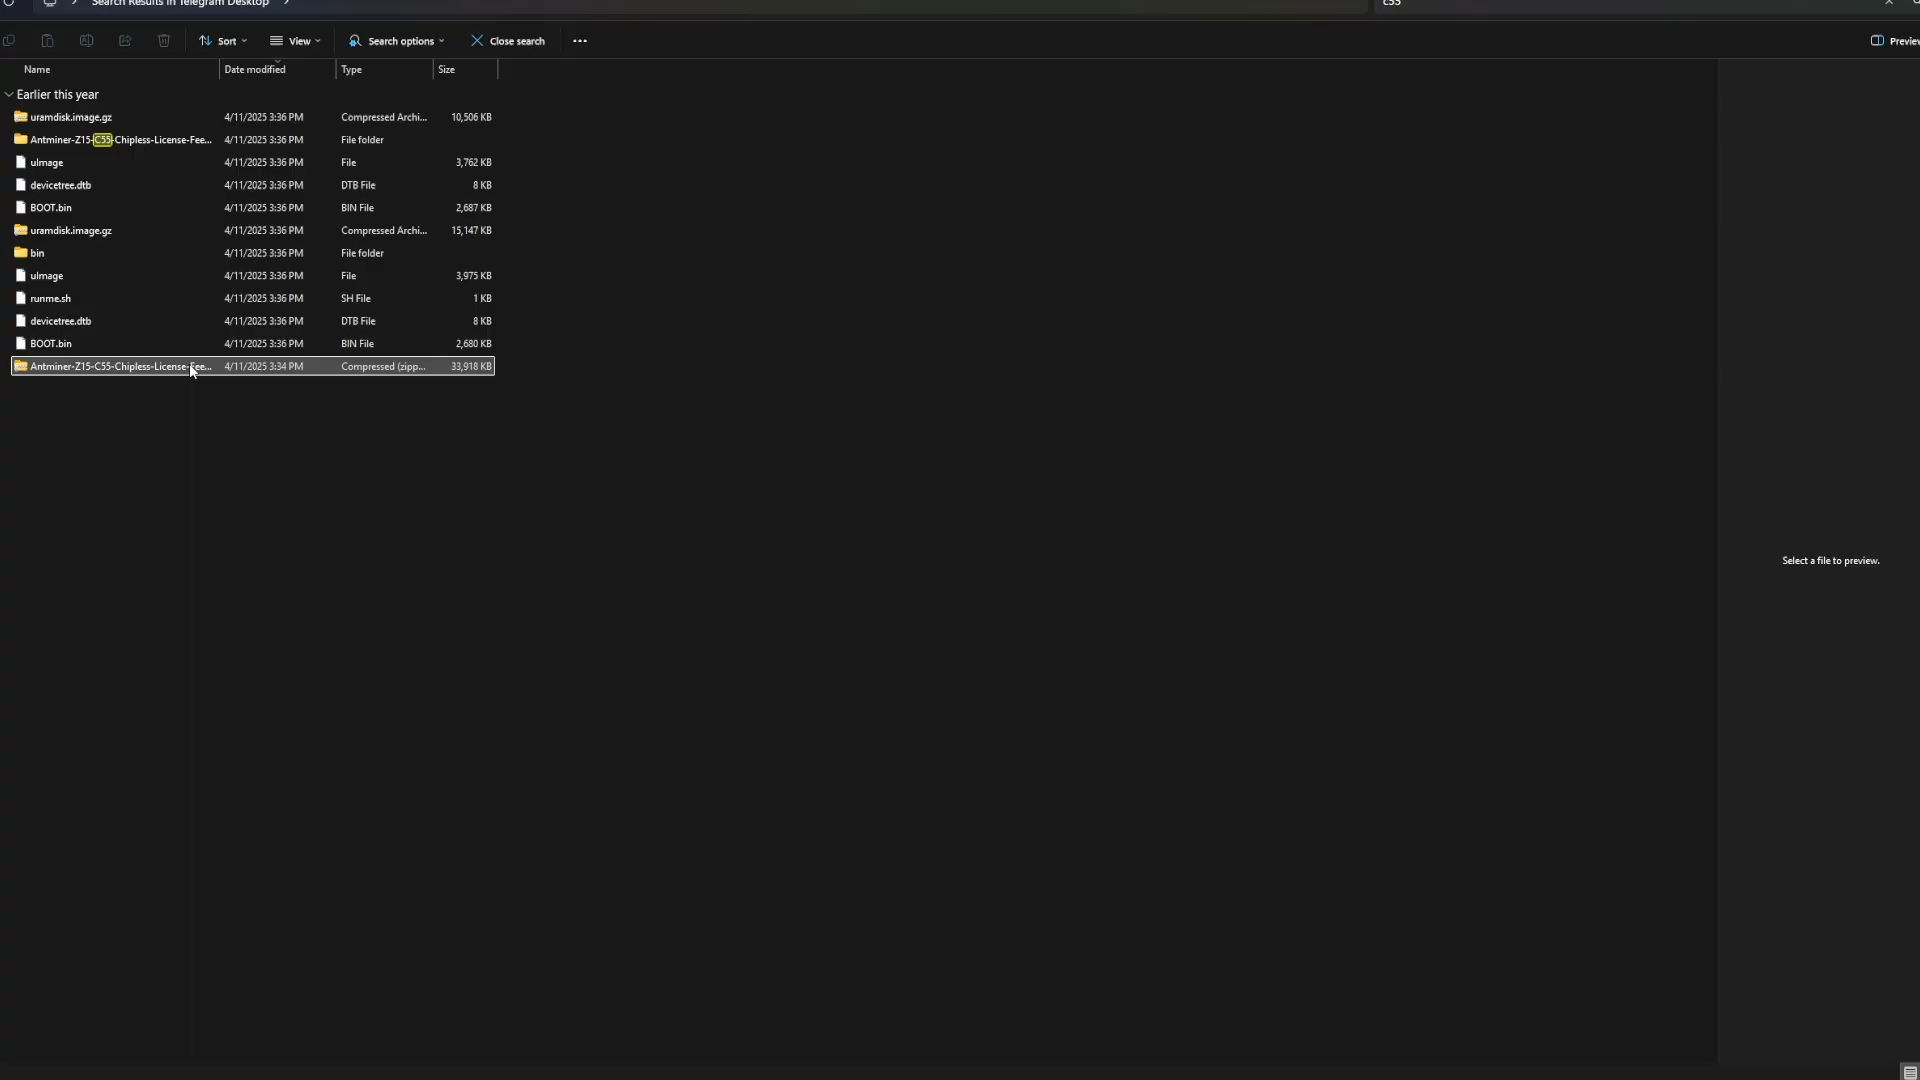 Search Results in Telegram Desktop
c55
Sort View Search options Close search Preview
Name Date modified Type Size
Earlier this year
uramdisk.image.gz 4/11/2025 3:36 PM Compressed Archi... 10,506 KB
Antminer-Z15-C55-Chipless-License-Fee... 4/11/2025 3:36 PM File folder
uImage 4/11/2025 3:36 PM File 3,762 KB
devicetree.dtb 4/11/2025 3:36 PM DTB File 8 KB
BOOT.bin 4/11/2025 3:36 PM BIN File 2,687 KB
uramdisk.image.gz 4/11/2025 3:36 PM Compressed Archi... 15,147 KB
bin 4/11/2025 3:36 PM File folder
uImage 4/11/2025 3:36 PM File 3,975 KB
runme.sh 4/11/2025 3:36 PM SH File 1 KB
devicetree.dtb 4/11/2025 3:36 PM DTB File 8 KB
BOOT.bin 4/11/2025 3:36 PM BIN File 2,680 KB
Antminer-Z15-C55-Chipless-License-Fee... 4/11/2025 3:34 PM Compressed (zipp... 33,918 KB
Select a file to preview.